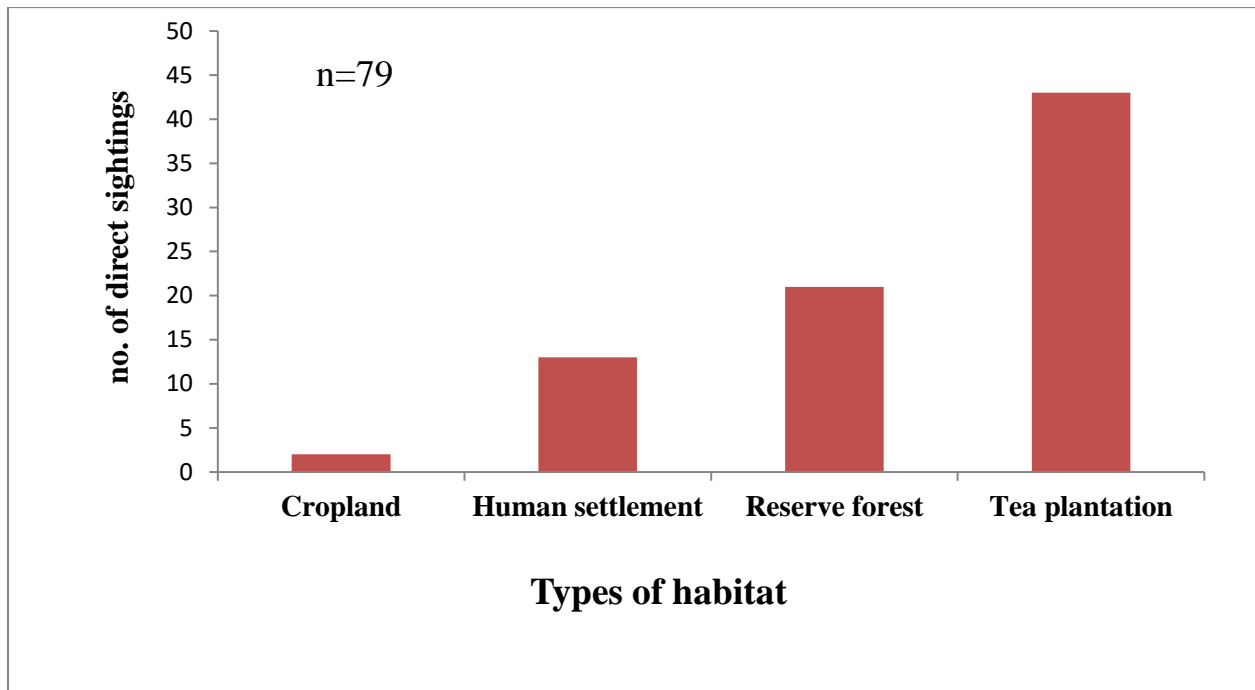 50
n=79
45
40
35
30
25
20
15
10
5
0
no. of direct sightings
Cropland Human settlement Reserve forest Tea plantation
Types of habitat